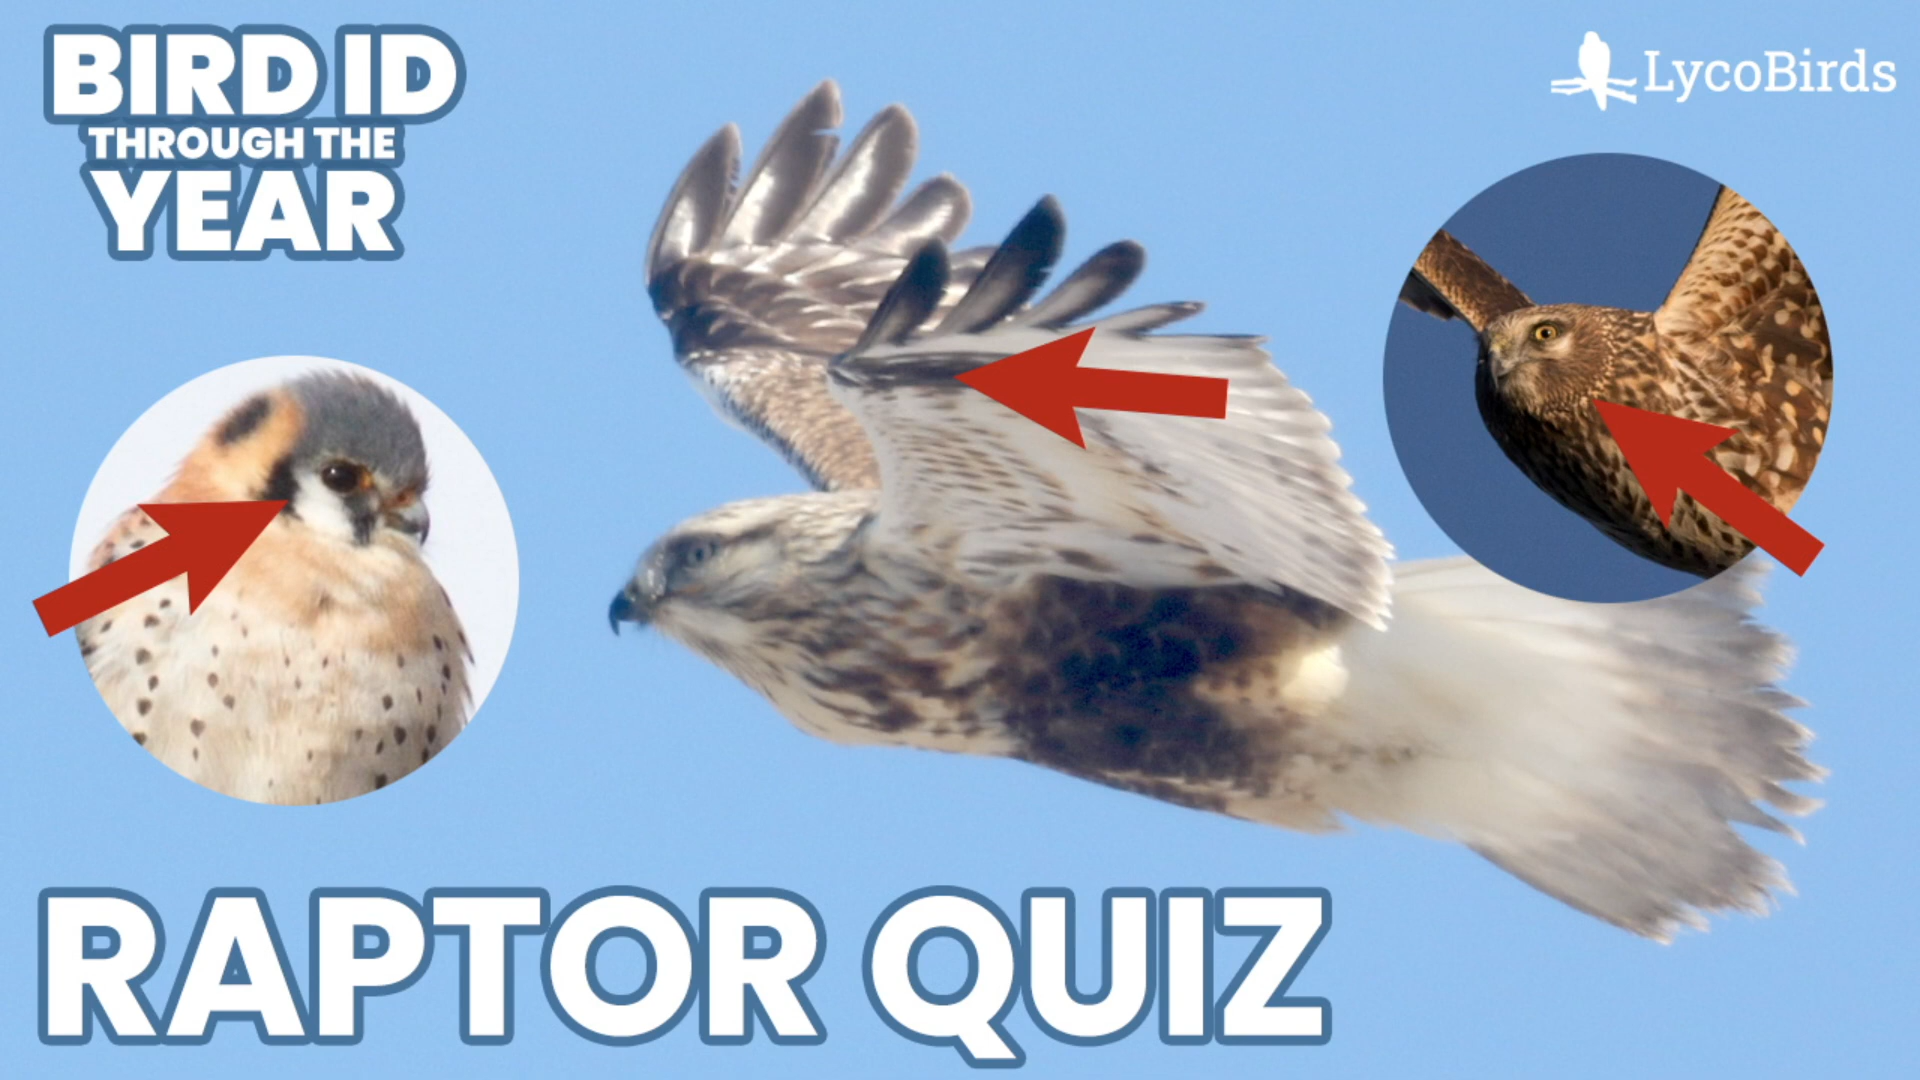 BIRD ID
THROUGH THE
YEAR
LycoBirds
RAPTOR QUIZ